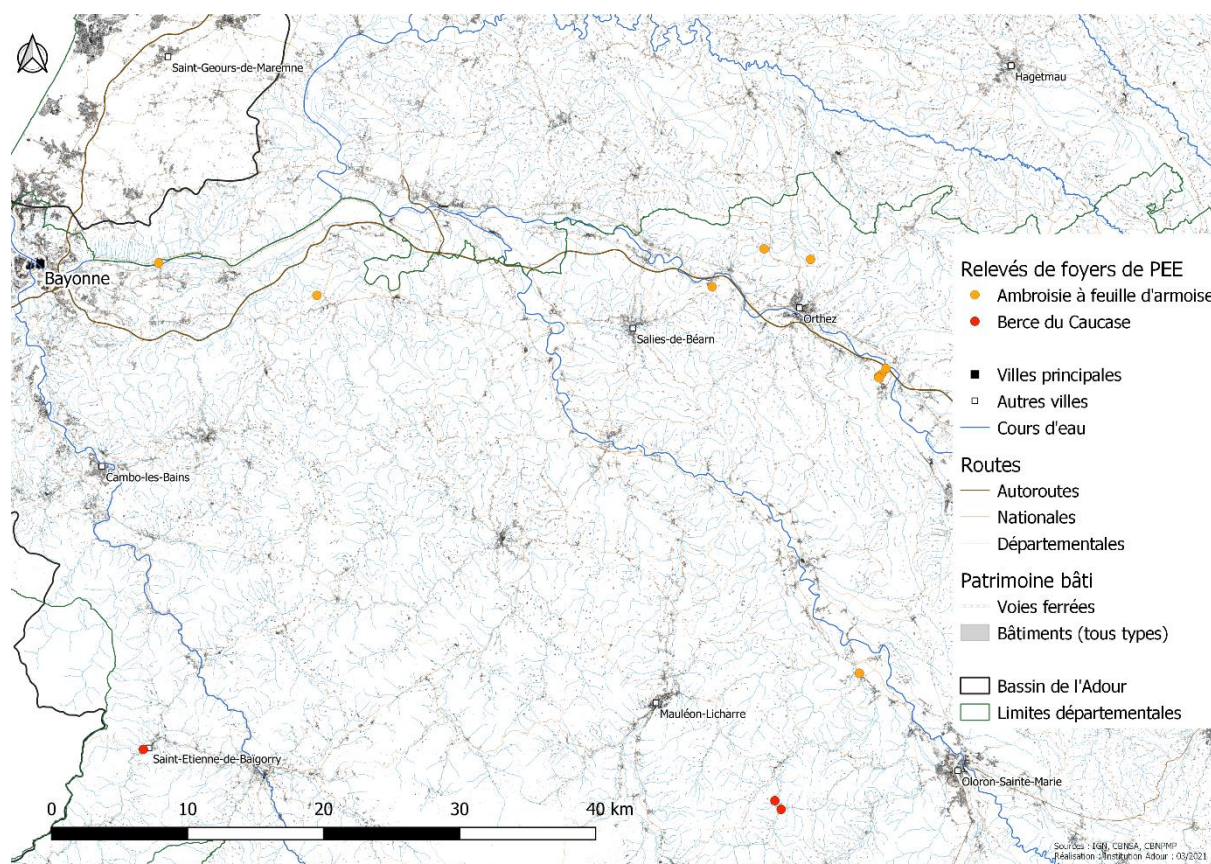 Saint-Geours-de-Maremne
Hagetmau
Bayonne
Salies-de-Béarn
Orthez
Cambo-les-Bains
Mauléon-Licharre
Saint-Etienne-de-Baïgorry
Oloron-Sainte-Marie
0 10 20 30 40 km
Relevés de foyers de PEE
Ambroisie à feuille d'armoise
Berce du Caucase
Villes principales
Autres villes
Cours d'eau
Routes
Autoroutes
Nationales
Départementales
Patrimoine bâti
Voies ferrées
Bâtiments (tous types)
Bassin de l'Adour
Limites départementales
Sources : IGN, CBNSA, CBNPMP
Réalisation : Institution Adour : 03/2021